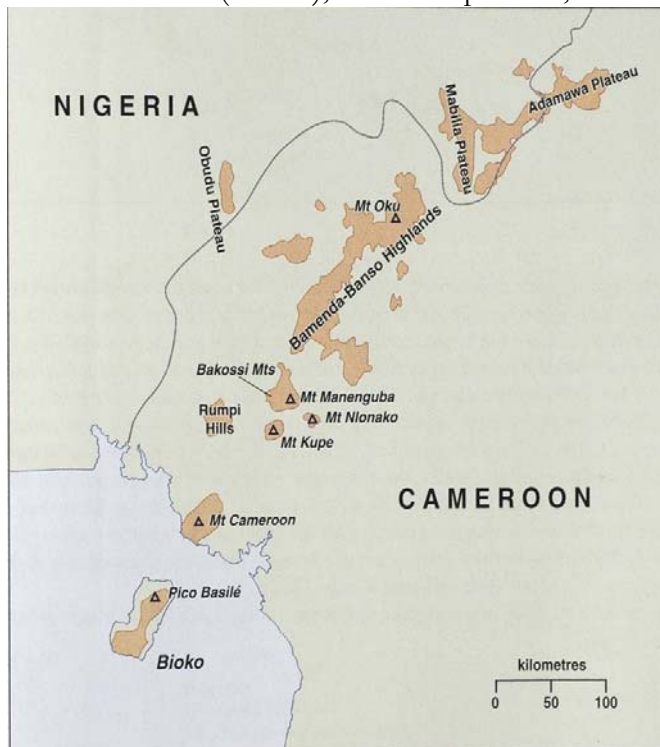 NIGERIA
Adamawa Plateau
Mabilla Plateau
Obudu Plateau
Mt Oku
Bamenda-Banso Highlands
Bakossi Mts
Mt Manenguba
Rumpi
Hills
Mt Nlonako
Mt Kupe
CAMEROON
Mt Cameroon
Pico Basilé
Bioko
kilometres
0 50 100